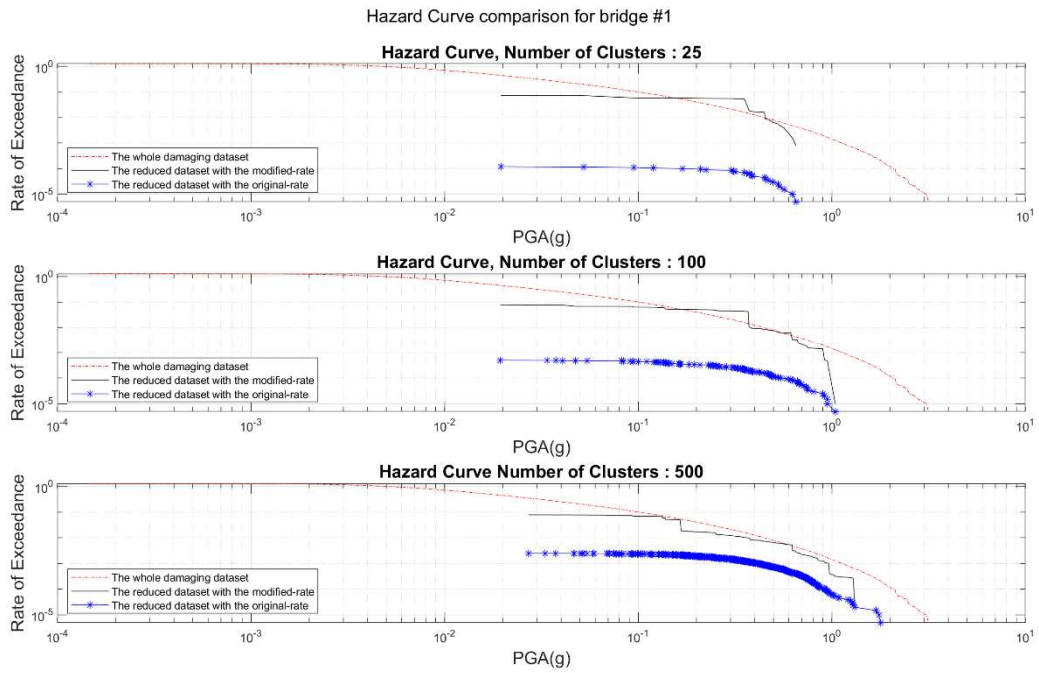 Hazard Curve comparison for bridge #1
Hazard Curve, Number of Clusters : 25
Rate of Exceedance
10^0
10^-5
The whole damaging dataset
The reduced dataset with the modified-rate
The reduced dataset with the original-rate
10^-4 10^-3 10^-2 10^-1 10^0 10^1
PGA(g)
Hazard Curve, Number of Clusters : 100
Rate of Exceedance
10^0
10^-5
The whole damaging dataset
The reduced dataset with the modified-rate
The reduced dataset with the original-rate
10^-4 10^-3 10^-2 10^-1 10^0 10^1
PGA(g)
Hazard Curve Number of Clusters : 500
Rate of Exceedance
10^0
10^-5
The whole damaging dataset
The reduced dataset with the modified-rate
The reduced dataset with the original-rate
10^-4 10^-3 10^-2 10^-1 10^0 10^1
PGA(g)